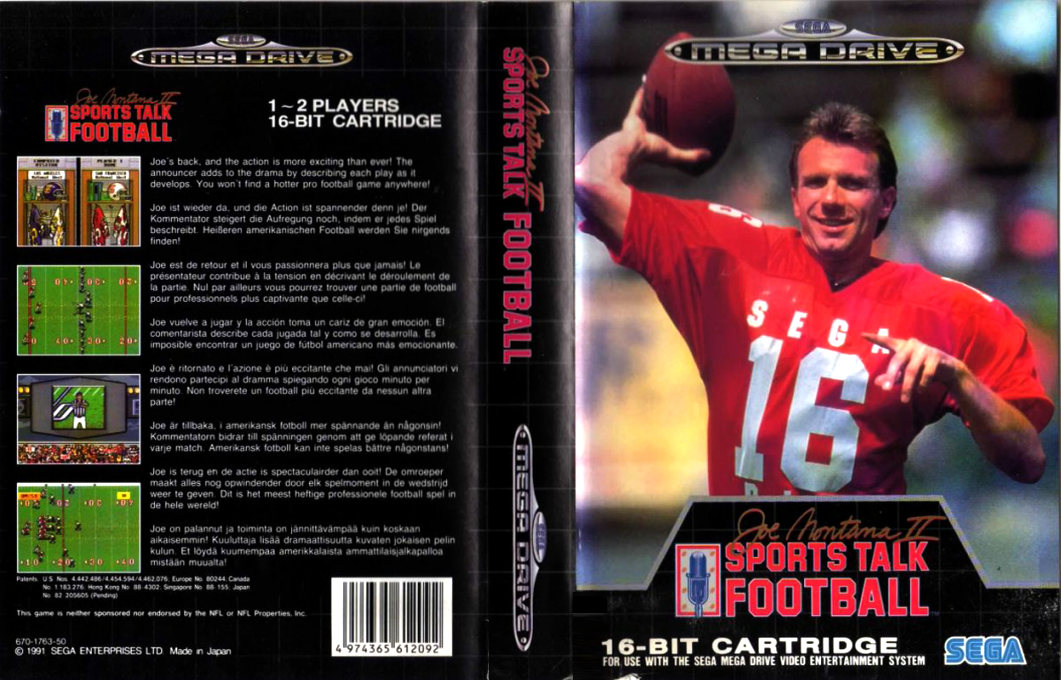 SEGA
MEGA DRIVE
Joe Montana II
SPORTS TALK
FOOTBALL
1~2 PLAYERS
16-BIT CARTRIDGE
Joe's back, and the action is more exciting than ever! The
announcer adds to the drama by describing each play as it
develops. You won't find a hotter pro football game anywhere!
Joe ist wieder da, und die Action ist spannender denn je! Der
Kommentator steigert die Aufregung noch, indem er jedes Spiel
beschreibt. Heißeren amerikanischen Football werden Sie nirgends
finden!
Joe est de retour et il vous passionnera plus que jamais! Le
présentateur contribue à la tension en décrivant le déroulement de
la partie. Nul par ailleurs vous pourrez trouver une partie de football
pour professionnels plus captivante que celle-ci!
Joe vuelve a jugar y la acción toma un cariz de gran emoción. El
comentarista describe cada jugada tal y como se desarrolla. Es
imposible encontrar un juego de fútbol americano más emocionante.
Joe è ritornato e l'azione è più eccitante che mai! Gli annunciatori vi
rendono partecipi al dramma spiegando ogni gioco minuto per
minuto. Non troverete un football più eccitante da nessun altra
parte!
Joe är tillbaka, i amerikansk fotboll mer spännande än någonsin!
Kommentatorn bidrar till spänningen genom att ge löpande referat i
varje match. Amerikansk fotboll kan inte spelas bättre någonstans!
Joe is terug en de actie is spectaculairder dan ooit! De omroeper
maakt alles nog opwindender door elk spelmoment in de wedstrijd
weer te geven. Dit is het meest heftige professionele football spel in
de hele wereld!
Joe on palannut ja toiminta on jännittävämpää kuin koskaan
aikaisemmin! Kuuluttaja lisää dramaattisuutta kuvaten jokaisen pelin
kulun. Et löydä kuumempaa amerikkalaista ammattilaisjalkapalloa
mistään muualta!
Patents: U.S. Nos. 4,442,486/4,454,594/4,462,076; Europe No. 80244; Canada
No. 1,183,276; Hong Kong No. 88-4302; Singapore No. 88-155; Japan
No. 82-205605 (Pending)
This game is neither sponsored nor endorsed by the NFL or NFL Properties, Inc.
670-1763-50
© 1991 SEGA ENTERPRISES LTD. Made in Japan
4 974365 612092
Joe Montana II
SPORTS TALK FOOTBALL
SEGA
MEGA DRIVE
SEGA
MEGA DRIVE
16
SEGA
16
Joe Montana II
SPORTS TALK
FOOTBALL
16-BIT CARTRIDGE
FOR USE WITH THE SEGA MEGA DRIVE VIDEO ENTERTAINMENT SYSTEM
SEGA